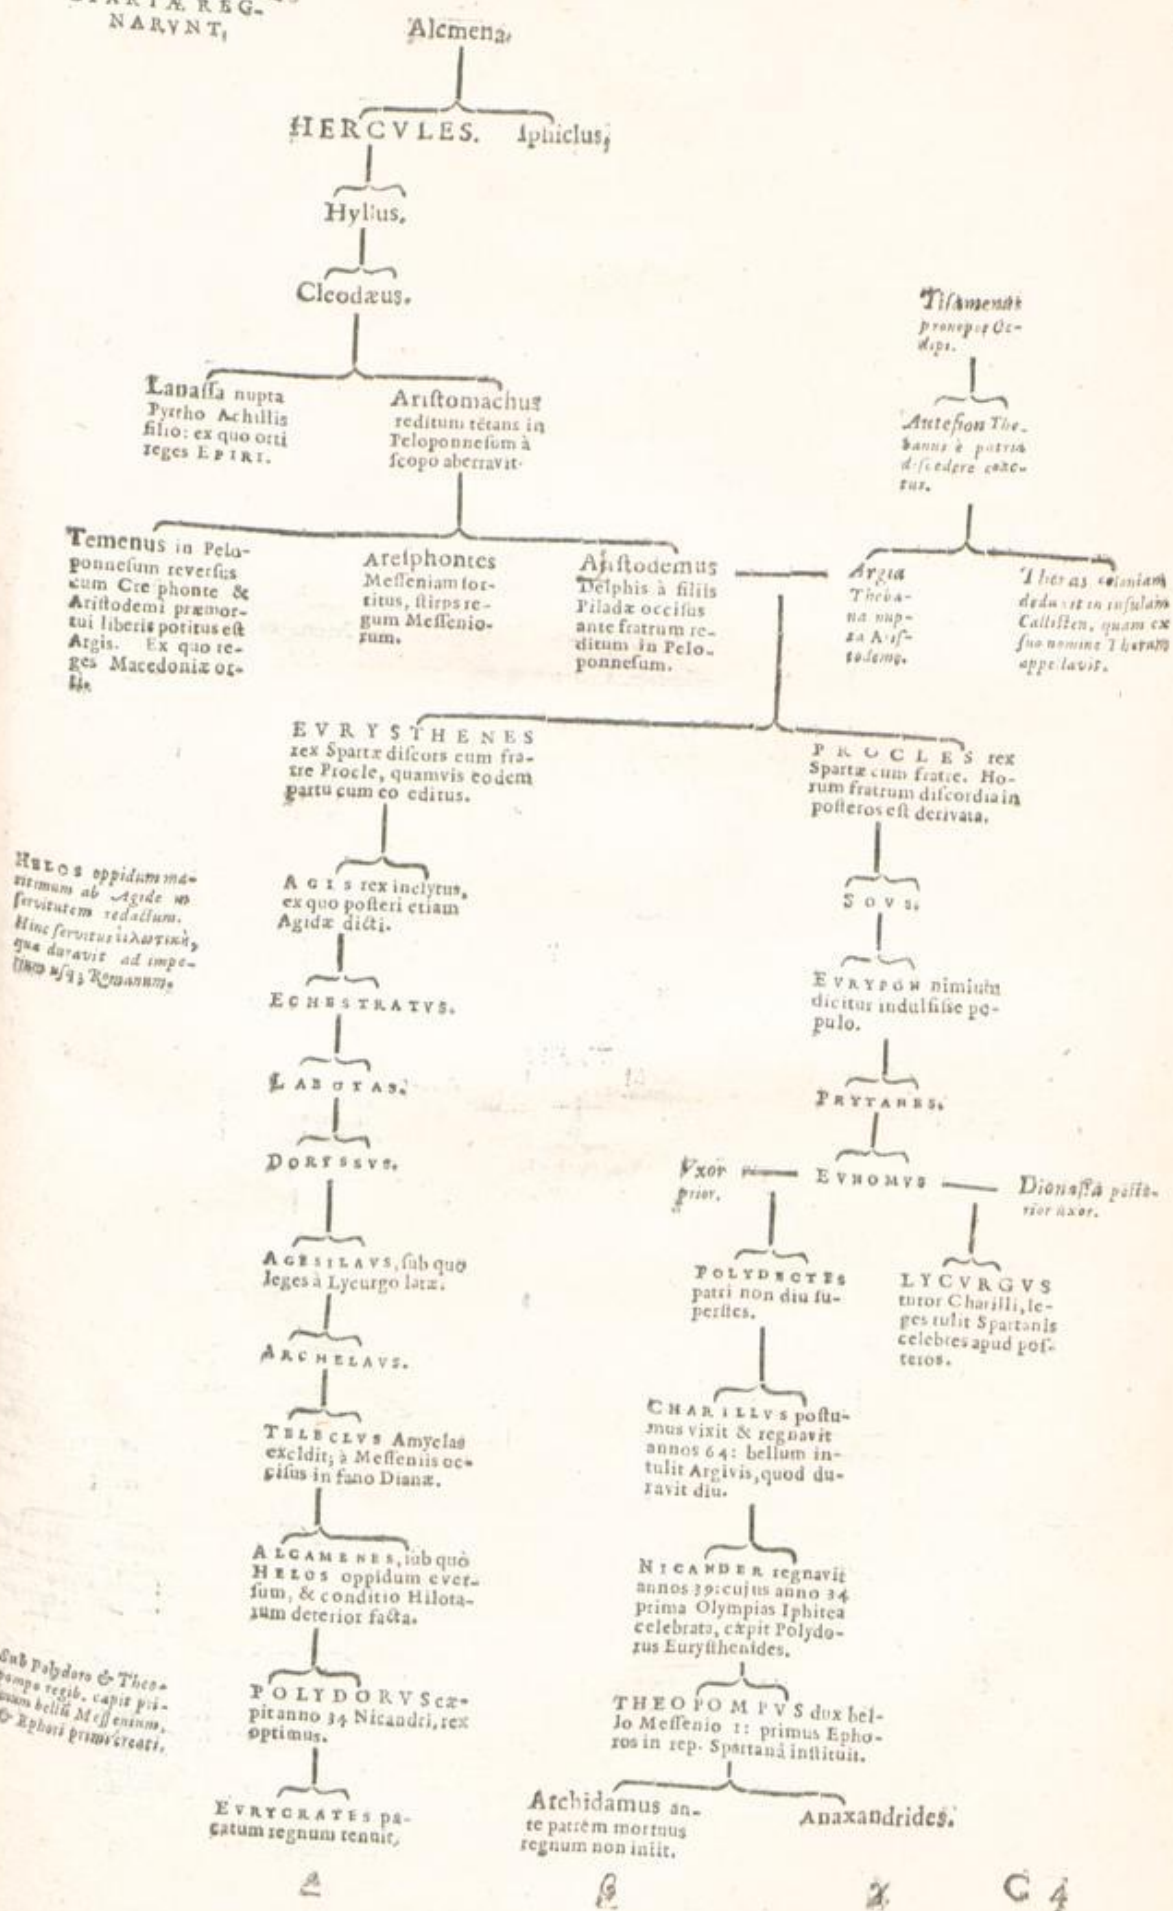 NARVNT,
Alcmena,
HERCVLES. Iphiclus,
Hyllus.
Cleodæus.
Tiſamenus
pronepos Oe-
dipi.
Lanaſſa nupta
Pyrrho Achillis
filio: ex quo orti
reges EPIRI.
Ariſtomachus
reditum tētans in
Peloponneſum à
ſcopo aberravit.
Auteſion The-
banus è patria
diſcedere coac-
tus.
Temenus in Pelo-
ponneſum reverſus
cum Creſphonte &
Ariſtodemi præmor-
tui liberis potitus eſt
Argis. Ex quo re-
ges Macedoniæ or-
ti.
Areſphontes
Meſſeniam ſor-
titus, ſtirps re-
gum Meſſenio-
rum.
Ariſtodemus
Delphis à filiis
Piladæ occiſus
ante fratrum re-
ditum in Pelo-
ponneſum.
Argia
Theba-
na nup-
ta Ariſ-
todemo.
Theras coloniam
deduxit in inſulam
Calliſten, quam ex
ſuo nomine Theram
appellavit.
EVRYSTHENES
rex Spartæ diſcors cum fra-
tre Procle, quamvis eodem
partu cum eo editus.
PROCLES rex
Spartæ cum fratre. Ho-
rum fratrum diſcordia in
poſteros eſt derivata.
HELOS oppidum ma-
ritimum ab Agide in
ſervitutem redactum.
Hinc ſervitus εἱλωτικὴ,
qua duravit ad impe-
rium uſq; Romanum.
AGIS rex inclytus,
ex quo poſteri etiam
Agidæ dicti.
SOVS.
ECHESTRATVS.
EVRYPON nimium
dicitur indulſiſſe po-
pulo.
LABOTAS.
PRYTANES.
DORYSSVS.
Vxor
prior.
EVNOMVS
Dionaſſa poſte-
rior uxor.
AGESILAVS, ſub quo
leges à Lycurgo latæ.
POLYDECTES
patri non diu ſu-
perſtes.
LYCVRGVS
tutor Charilli, le-
ges tulit Spartanis
celebres apud poſ-
teros.
ARCHELAVS.
TELECLVS Amyclas
excîdit; à Meſſeniis oc-
ciſus in fano Dianæ.
CHARILLVS poſtu-
mus vixit & regnavit
annos 64: bellum in-
tulit Argivis, quod du-
ravit diu.
ALCAMENES, ſub quò
HELOS oppidum ever-
ſum, & conditio Hilota-
rum deterior facta.
NICANDER regnavit
annos 39: cujus anno 34
prima Olympias Iphitea
celebrata, cœpit Polydo-
rus Euryſthenides.
Sub Polydoro & Theo-
pompo regib. cœpit pri-
mum bellū Meſſenium,
& Ephori primi creati.
POLYDORVS cœ-
pit anno 34 Nicandri, rex
optimus.
THEOPOMPVS dux bel-
lo Meſſenio 1: primus Epho-
ros in rep. Spartanâ inſtituit.
EVRYCRATES pa-
catum regnum tenuit,
Archidamus an-
te patrem mortuus
regnum non iniit.
Anaxandrides.
C 4